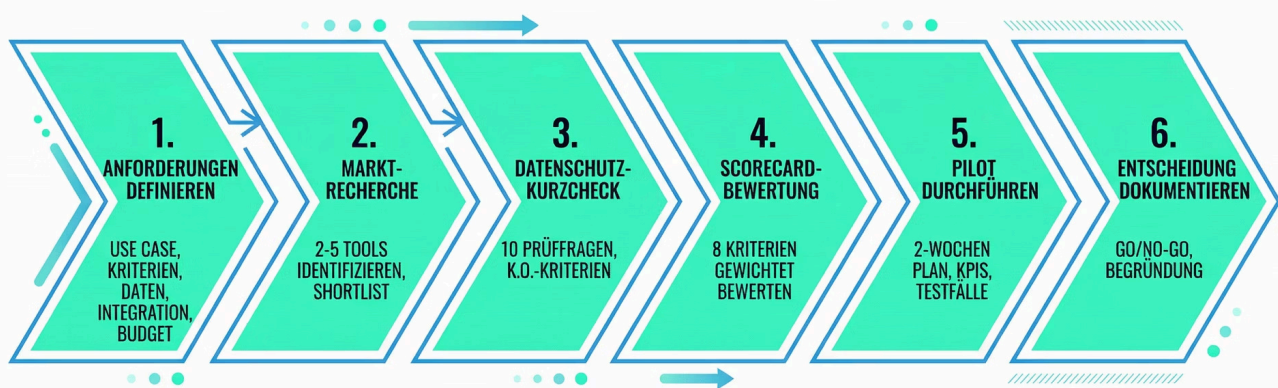 1.
ANFORDERUNGEN
DEFINIEREN
USE CASE,
KRITERIEN,
DATEN,
INTEGRATION,
BUDGET
2.
MARKT-
RECHERCHE
2-5 TOOLS
IDENTIFIZIEREN,
SHORTLIST
3.
DATENSCHUTZ-
KURZCHECK
10 PRÜFFRAGEN,
K.O.-KRITERIEN
4.
SCORECARD-
BEWERTUNG
8 KRITERIEN
GEWICHTET
BEWERTEN
5.
PILOT
DURCHFÜHREN
2-WOCHEN
PLAN, KPIS,
TESTFÄLLE
6.
ENTSCHEIDUNG
DOKUMENTIEREN
GO/NO-GO,
BEGRÜNDUNG